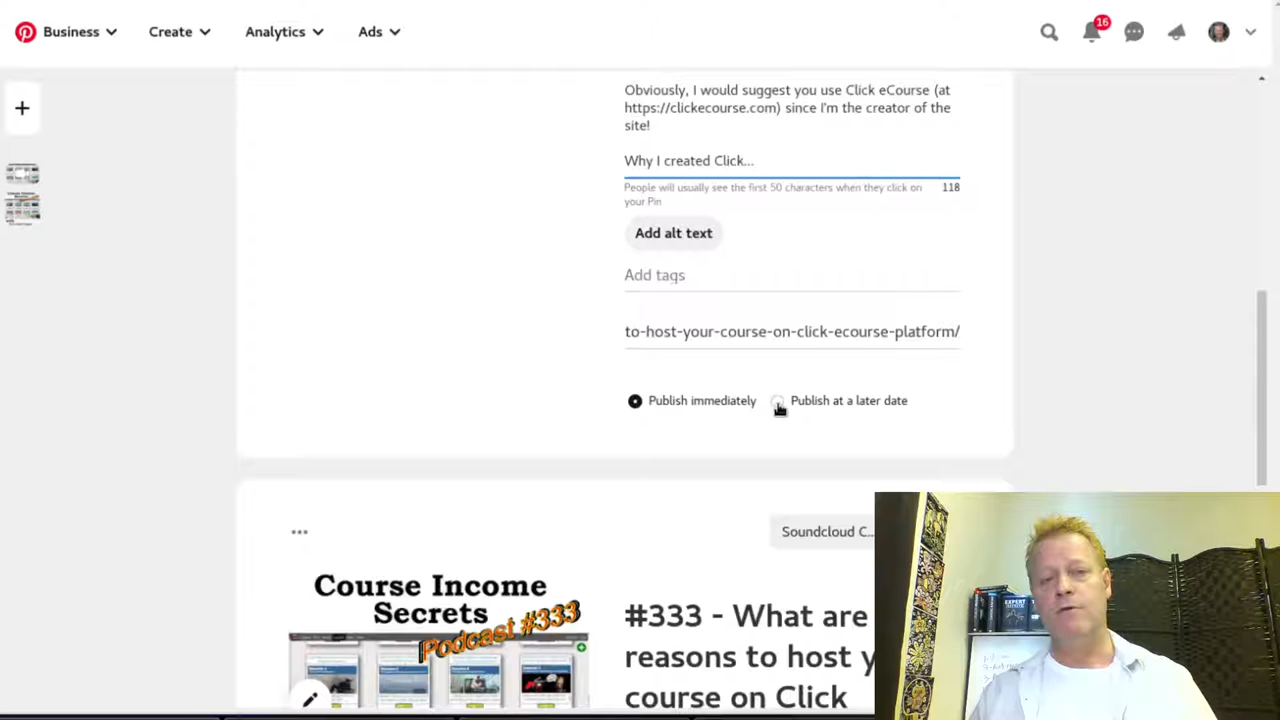 Business
Create
Analytics
Ads
16
Obviously, I would suggest you use Click eCourse (at
https://clickecourse.com) since I'm the creator of the
site!
Why I created Click...
People will usually see the first 50 characters when they click on
your Pin
118
Add alt text
Add tags
to-host-your-course-on-click-ecourse-platform/
Publish immediately
Publish at a later date
Soundcloud C...
Course Income
Secrets
Podcast #333
#333 - What are
reasons to host y
course on Click
EXPERT